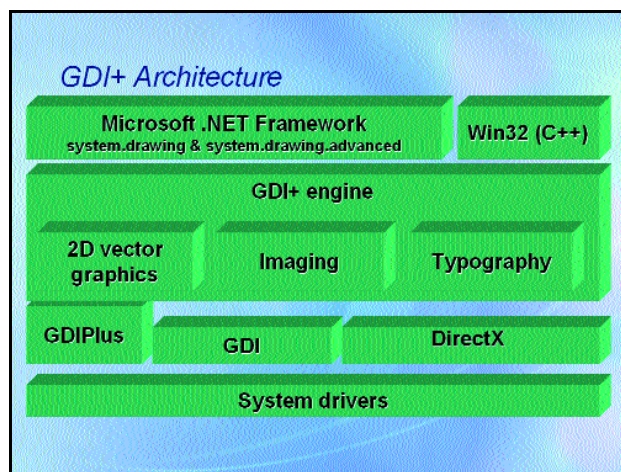 GDI+ Architecture
Microsoft .NET Framework
system.drawing & system.drawing.advanced
Win32 (C++)
GDI+ engine
2D vector
graphics
Imaging
Typography
GDIPlus
GDI
DirectX
System drivers